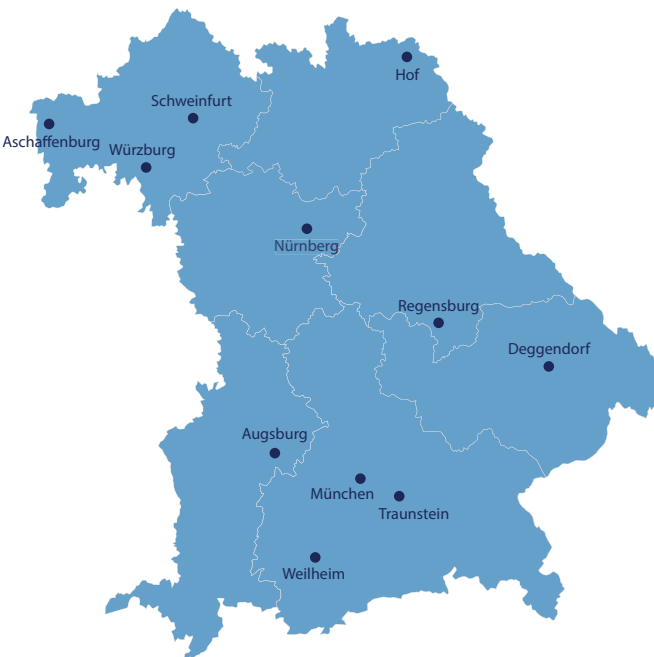 Hof
Schweinfurt
Aschaffenburg
Würzburg
Nürnberg
Regensburg
Deggendorf
Augsburg
München
Traunstein
Weilheim